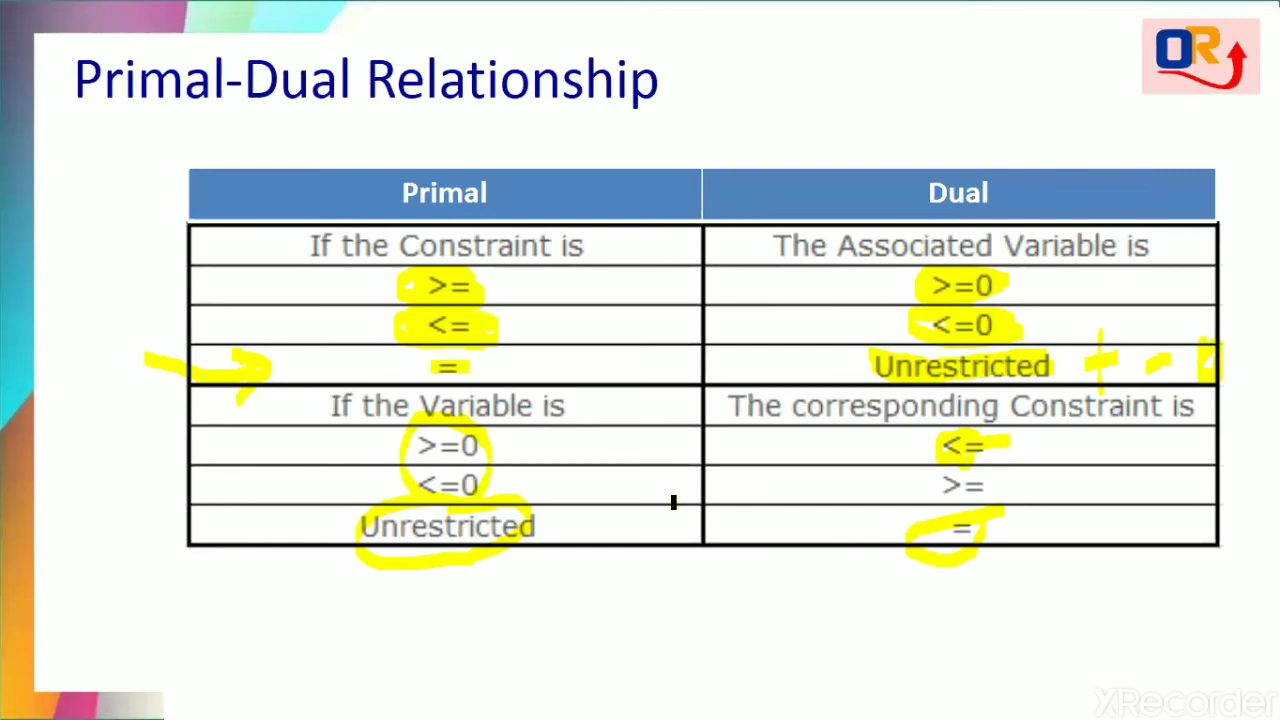 OR
Primal-Dual Relationship
Primal Dual
If the Constraint is The Associated Variable is
>= >=0
<= <=0
= Unrestricted + -
If the Variable is The corresponding Constraint is
>=0 <=
<=0 >=
Unrestricted =
XRecorder